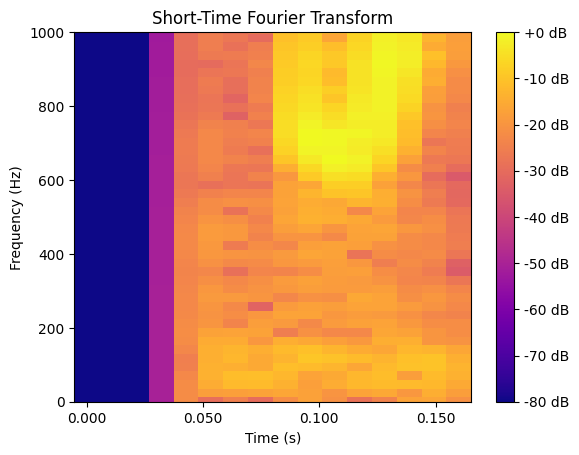 Short-Time Fourier Transform
1000
800
600
400
200
0
Frequency (Hz)
0.000
0.050
0.100
0.150
Time (s)
+0 dB
-10 dB
-20 dB
-30 dB
-40 dB
-50 dB
-60 dB
-70 dB
-80 dB